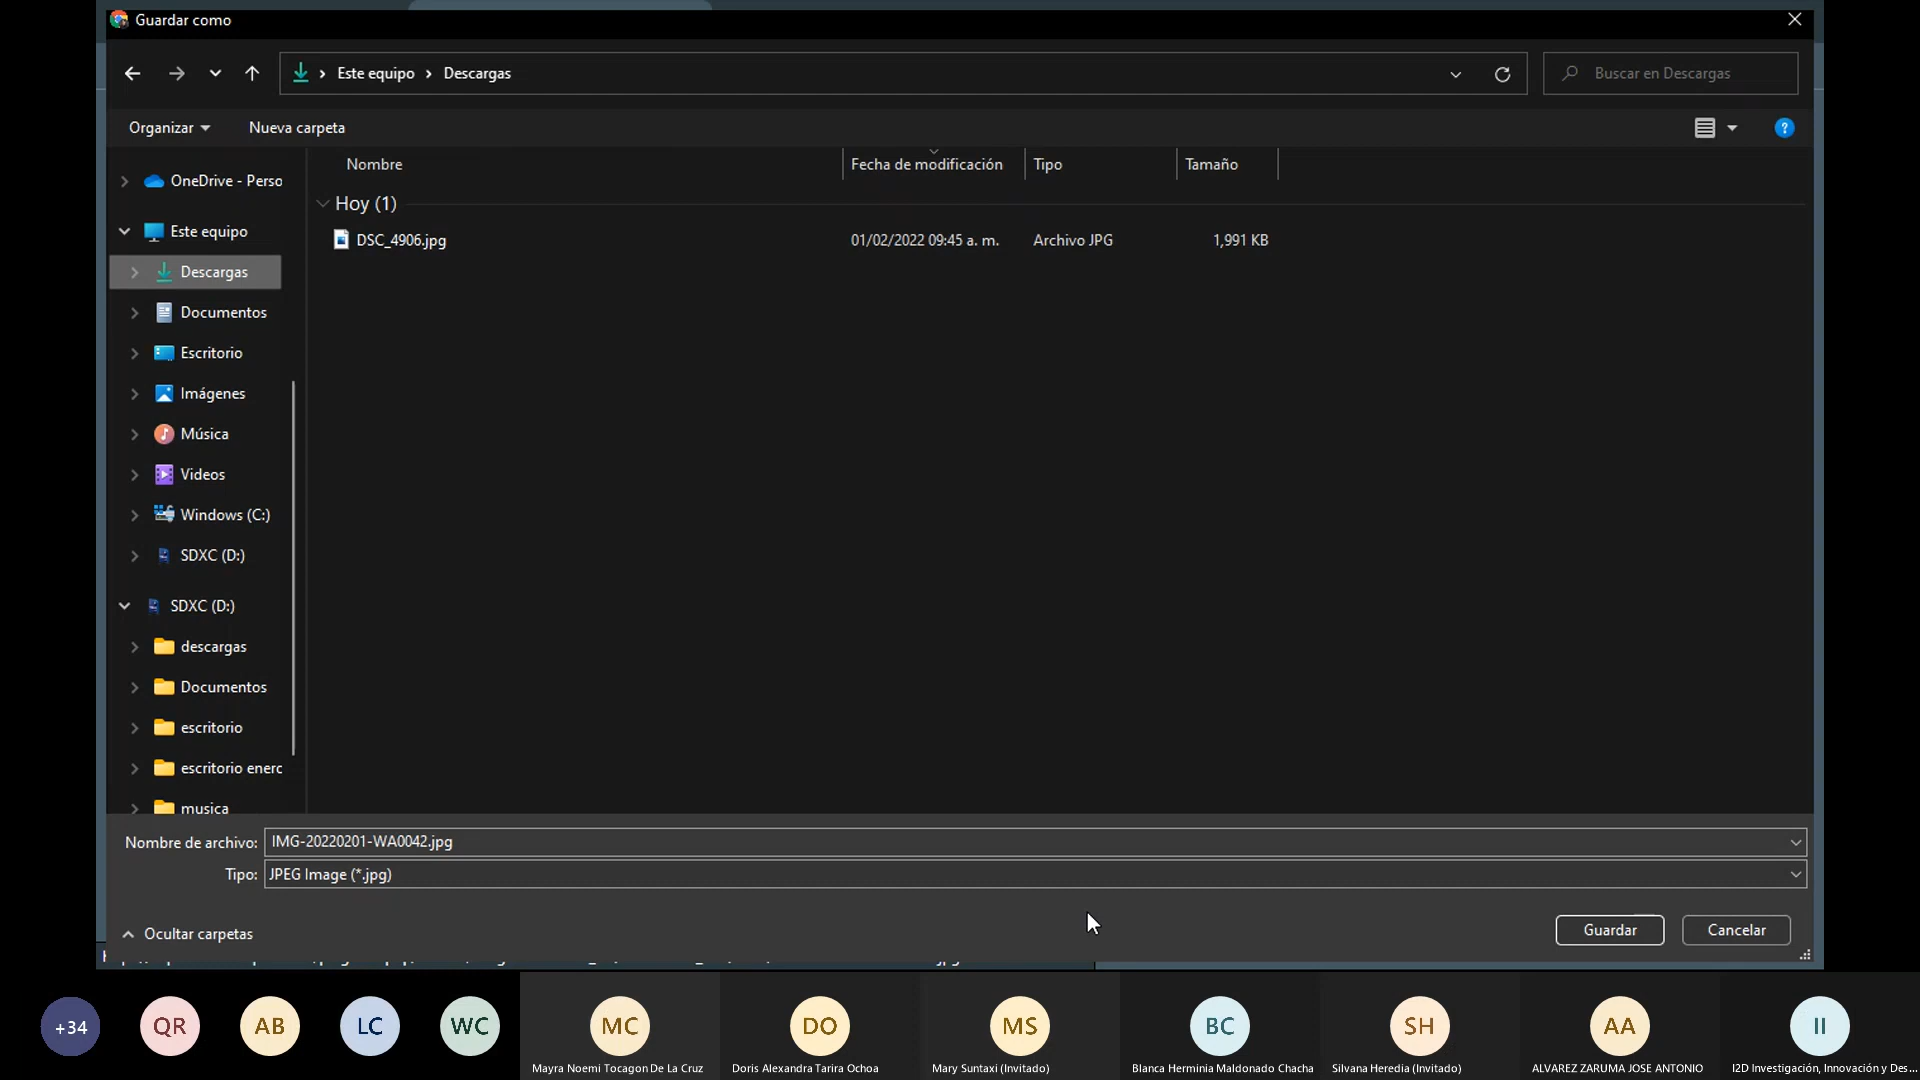 Guardar como
Este equipo
Descargas
Buscar en Descargas
Organizar
Nueva carpeta
?
Nombre
Fecha de modificación
Tipo
Tamaño
Hoy (1)
DSC_4906.jpg
01/02/2022 09:45 a. m.
Archivo JPG
1,991 KB
OneDrive - Perso
Este equipo
Descargas
Documentos
Escritorio
Imágenes
Música
Videos
Windows (C:)
SDXC (D:)
SDXC (D:)
descargas
Documentos
escritorio
escritorio enerc
musica
Nombre de archivo:
IMG-20220201-WA0042.jpg
Tipo:
JPEG Image (*.jpg)
Ocultar carpetas
Guardar
Cancelar
+34
QR
AB
LC
WC
MC
DO
MS
BC
SH
AA
II
Mayra Noemi Tocagon De La Cruz
Doris Alexandra Tarira Ochoa
Mary Suntaxi (Invitado)
Blanca Herminia Maldonado Chacha
Silvana Heredia (Invitado)
ALVAREZ ZARUMA JOSE ANTONIO
I2D Investigación, Innovación y Des...